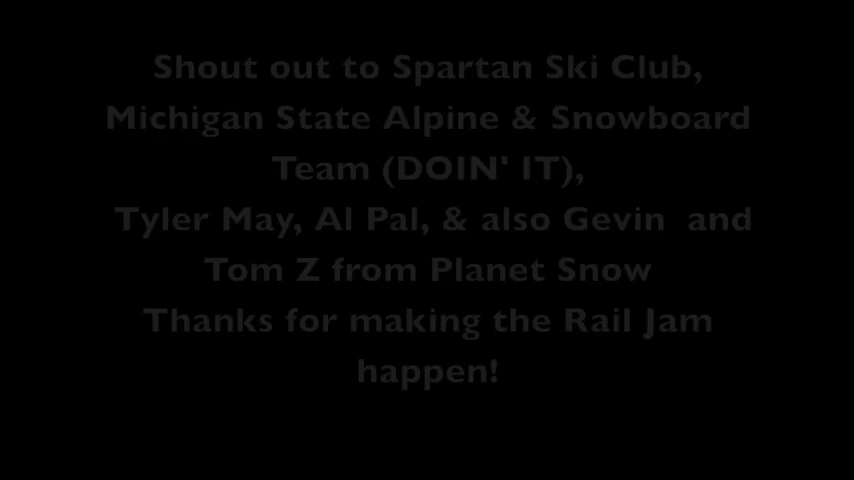 Shout out to Spartan Ski Club,
Michigan State Alpine & Snowboard
Team (DOIN' IT),
Tyler May, Al Pal, & also Gevin  and
Tom Z from Planet Snow
Thanks for making the Rail Jam
happen!